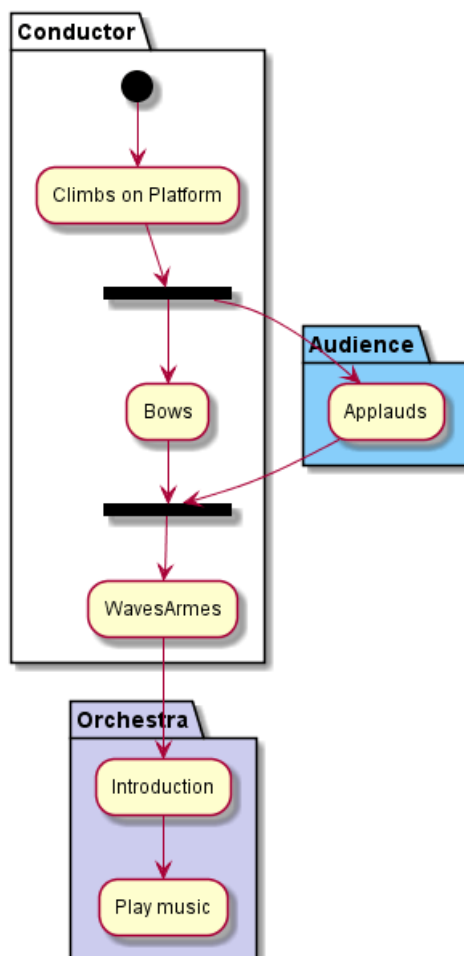 Conductor
Climbs on Platform
Audience
Bows
Applauds
WavesArmes
Orchestra
Introduction
Play music